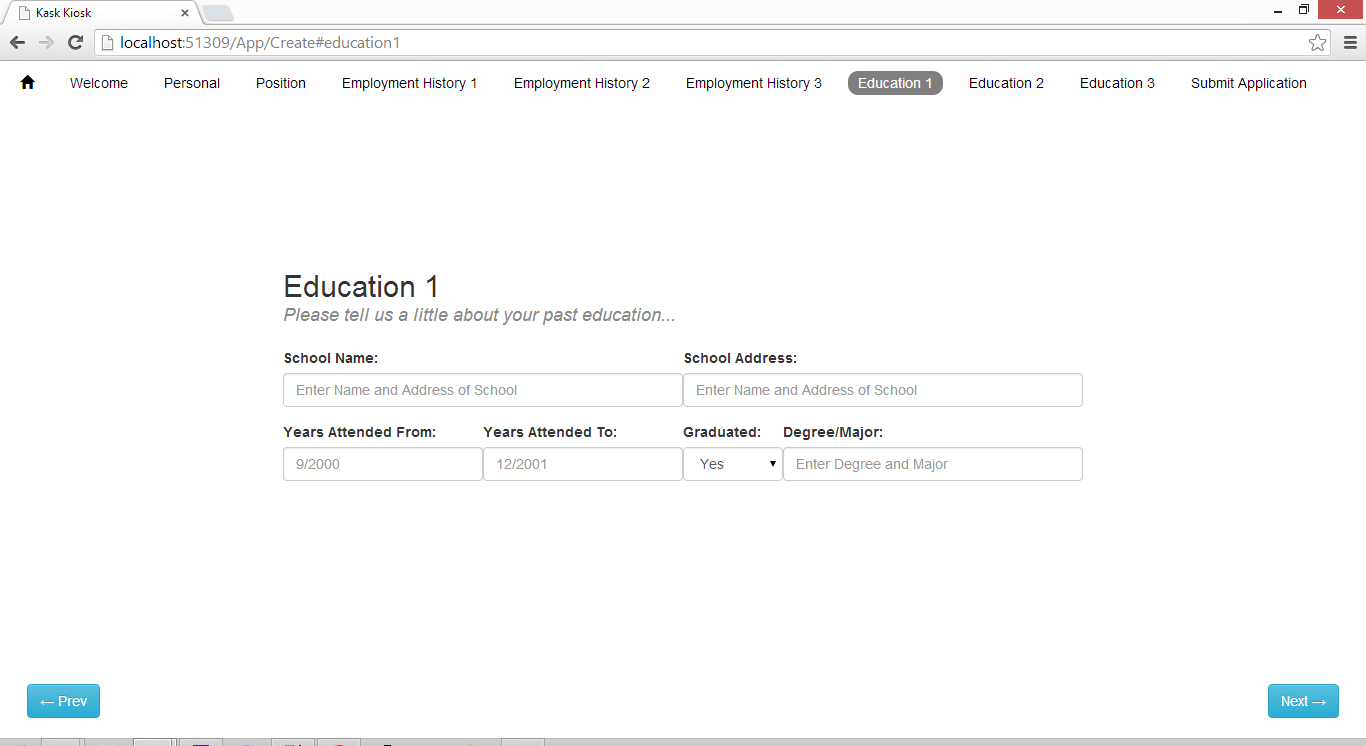 Kask Kiosk
localhost:51309/App/Create#education1
Welcome Personal Position Employment History 1 Employment History 2 Employment History 3 Education 1 Education 2 Education 3 Submit Application
Education 1
Please tell us a little about your past education...
School Name: School Address:
Enter Name and Address of School Enter Name and Address of School
Years Attended From: Years Attended To: Graduated: Degree/Major:
9/2000 12/2001 Yes Enter Degree and Major
← Prev Next →